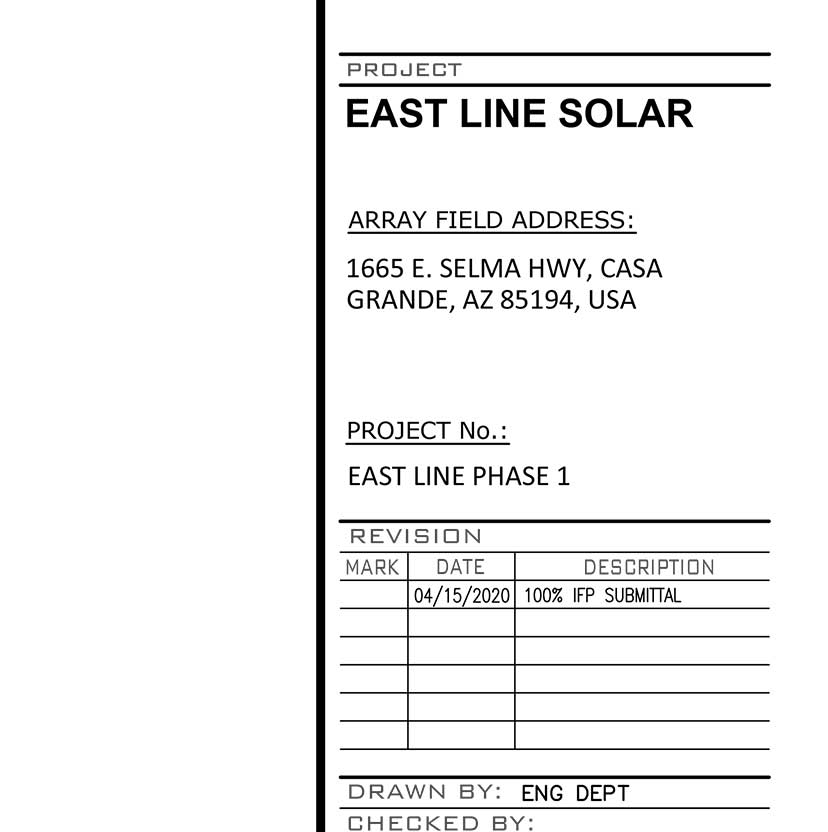 PROJECT
EAST LINE SOLAR
ARRAY FIELD ADDRESS:
1665 E. SELMA HWY, CASA
GRANDE, AZ 85194, USA
PROJECT No.:
EAST LINE PHASE 1
REVISION
MARK DATE DESCRIPTION
04/15/2020 100% IFP SUBMITTAL
DRAWN BY: ENG DEPT
CHECKED BY: